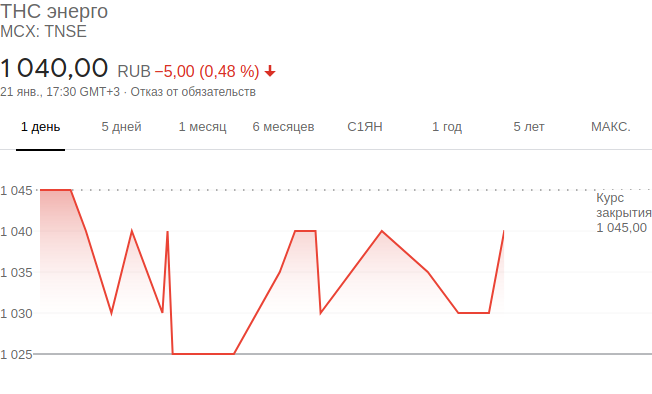 ТНС энерго
MCX: TNSE
1 040,00 RUB −5,00 (0,48 %)
21 янв., 17:30 GMT+3 · Отказ от обязательств
1 день 5 дней 1 месяц 6 месяцев С1ЯН 1 год 5 лет МАКС.
1 045
Курс
закрытия
1 045,00
1 040
1 035
1 030
1 025